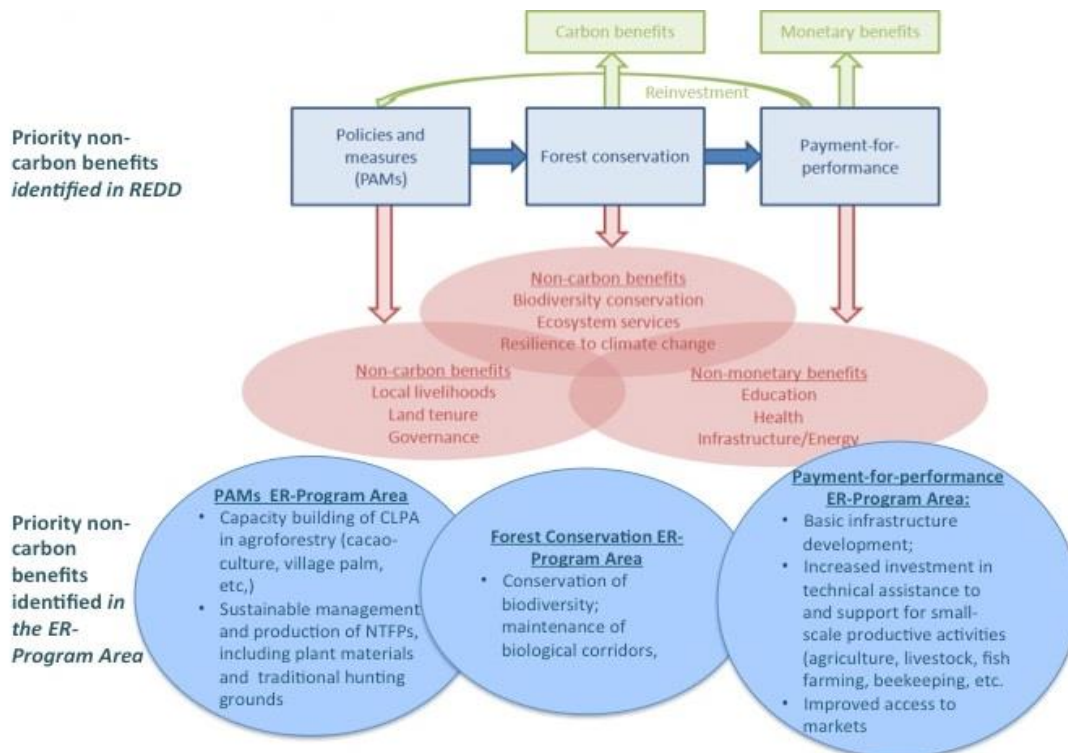 Carbon benefits
Monetary benefits
Reinvestment
Priority non-
carbon benefits
identified in REDD
Policies and
measures
(PAMs)
Forest conservation
Payment-for-
performance
Non-carbon benefits
Biodiversity conservation
Ecosystem services
Resilience to climate change
Non-carbon benefits
Local livelihoods
Land tenure
Governance
Non-monetary benefits
Education
Health
Infrastructure/Energy
Priority non-
carbon
benefits
identified in
the ER-
Program Area
PAMs ER-Program Area
• Capacity building of CLPA
in agroforestry (cacao-
culture, village palm,
etc,)
• Sustainable management
and production of NTFPs,
including plant materials
and traditional hunting
grounds
Forest Conservation ER-
Program Area
• Conservation of
biodiversity;
maintenance of
biological corridors,
Payment-for-performance
ER-Program Area:
• Basic infrastructure
development;
• Increased investment in
technical assistance to
and support for small-
scale productive activities
(agriculture, livestock, fish
farming, beekeeping, etc.
• Improved access to
markets